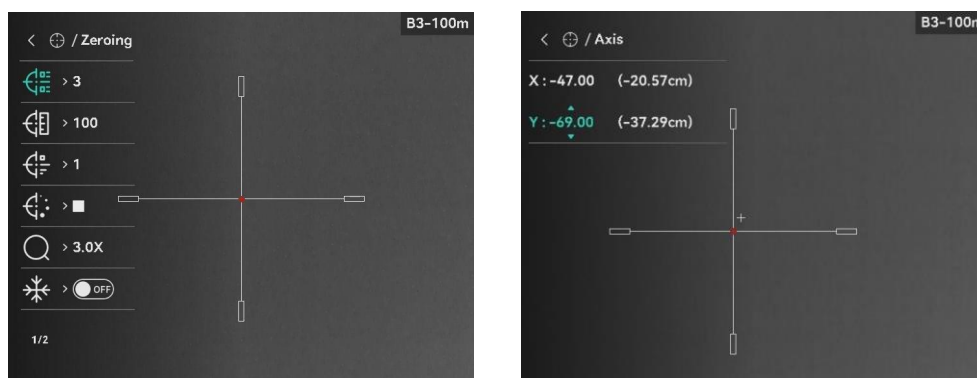 B3-100m
< / Zeroing
> 3
> 100
> 1
>
> 3.0X
> OFF
1/2
B3-100m
< / Axis
X : -47.00 (-20.57cm)
Y : -69.00 (-37.29cm)